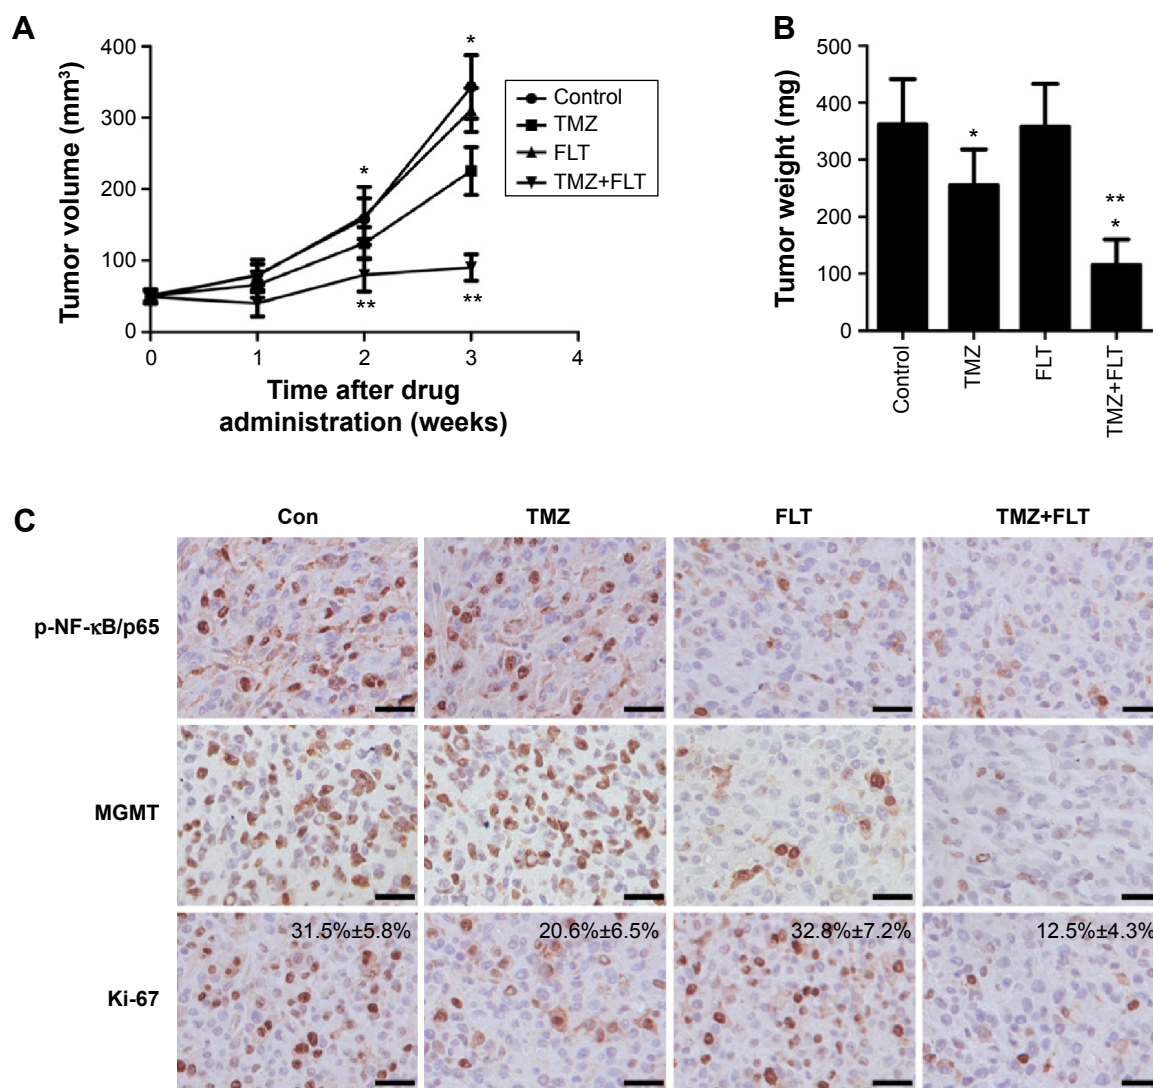 A
Tumor volume (mm³)
400
300
200
100
0
0
1
2
3
4
*
*
**
**
Time after drug
administration (weeks)
Control
TMZ
FLT
TMZ+FLT
B
Tumor weight (mg)
500
400
300
200
100
0
*
**
*
Control
TMZ
FLT
TMZ+FLT
C
Con
TMZ
FLT
TMZ+FLT
p-NF-κB/p65
MGMT
Ki-67
31.5%±5.8%
20.6%±6.5%
32.8%±7.2%
12.5%±4.3%